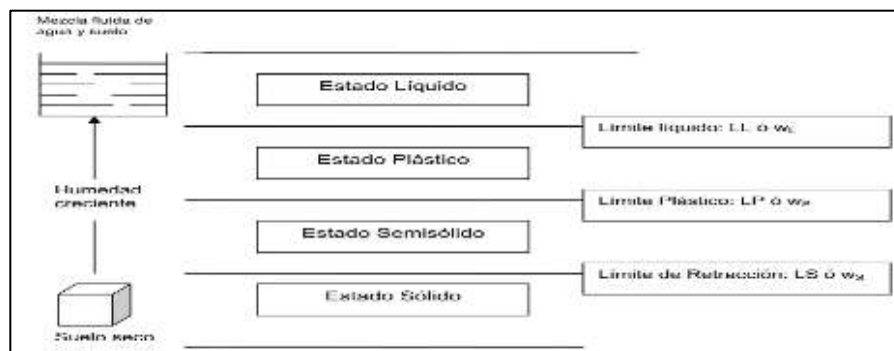 Mezcla fluida de
agua y suelo
Estado Líquido
Límite líquido: LL ó wL
Estado Plástico
Humedad
creciente
Límite Plástico: LP ó wP
Estado Semisólido
Límite de Retracción: LS ó
Estado Sólido
Suelo seco